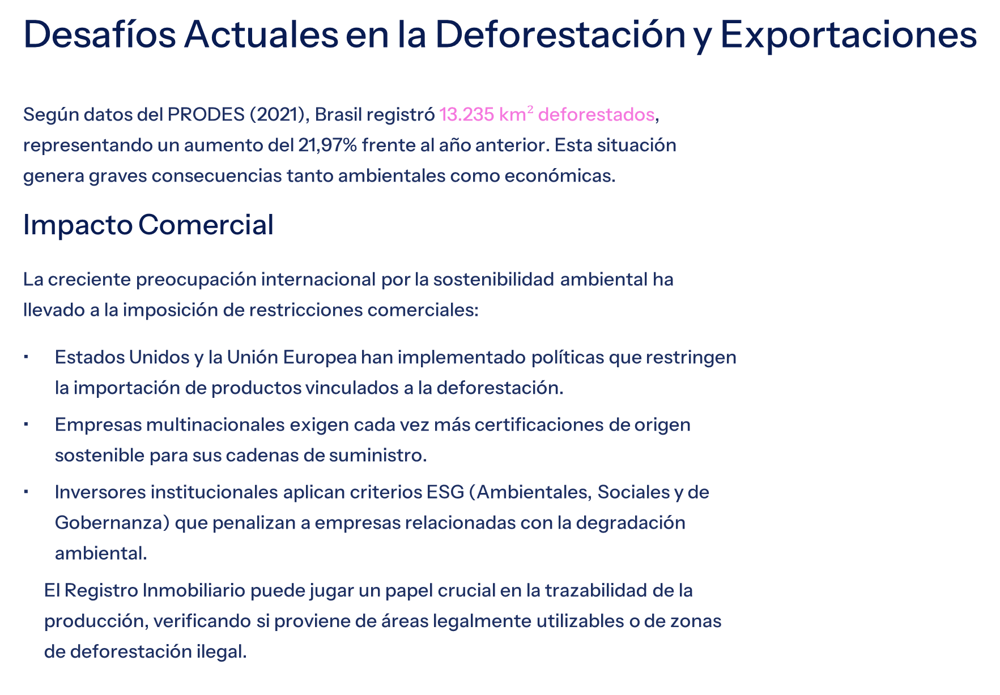 Desafíos Actuales en la Deforestación y Exportaciones
Según datos del PRODES (2021), Brasil registró 13.235 km² deforestados,
representando un aumento del 21,97% frente al año anterior. Esta situación
genera graves consecuencias tanto ambientales como económicas.
Impacto Comercial
La creciente preocupación internacional por la sostenibilidad ambiental ha
llevado a la imposición de restricciones comerciales:
▪ Estados Unidos y la Unión Europea han implementado políticas que restringen
la importación de productos vinculados a la deforestación.
▪ Empresas multinacionales exigen cada vez más certificaciones de origen
sostenible para sus cadenas de suministro.
▪ Inversores institucionales aplican criterios ESG (Ambientales, Sociales y de
Gobernanza) que penalizan a empresas relacionadas con la degradación
ambiental.
El Registro Inmobiliario puede jugar un papel crucial en la trazabilidad de la
producción, verificando si proviene de áreas legalmente utilizables o de zonas
de deforestación ilegal.